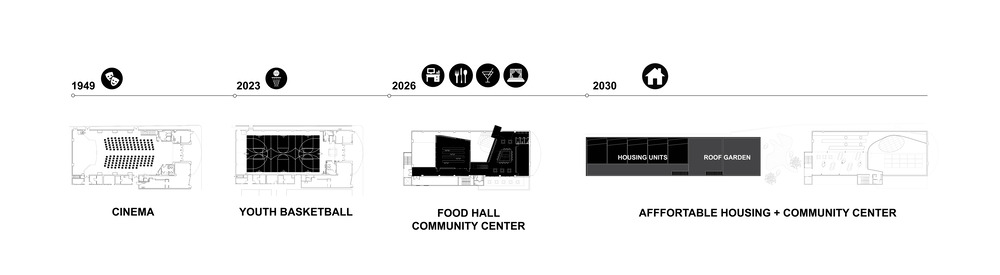 1949
2023
2026
2030
HOUSING UNITS
ROOF GARDEN
CINEMA
YOUTH BASKETBALL
FOOD HALL
COMMUNITY CENTER
AFFFORTABLE HOUSING + COMMUNITY CENTER